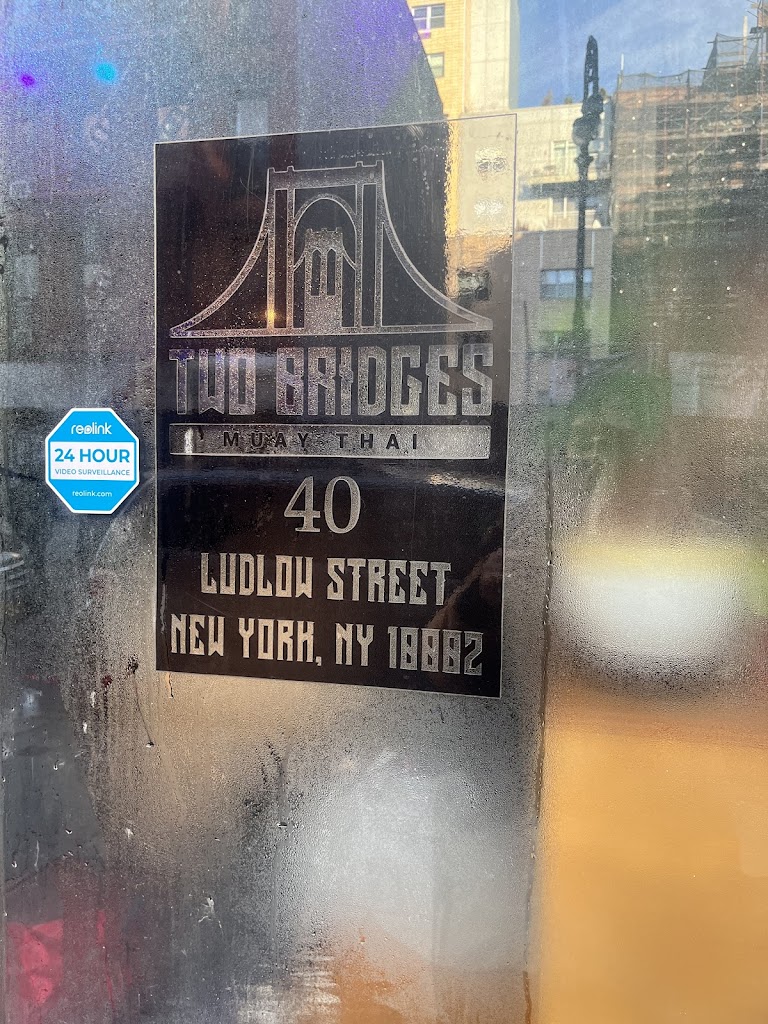 TWO BRIDGES
MUAY THAI
40
LUDLOW STREET
NEW YORK, NY 10002
reolink
24 HOUR
VIDEO SURVEILLANCE
reolink.com